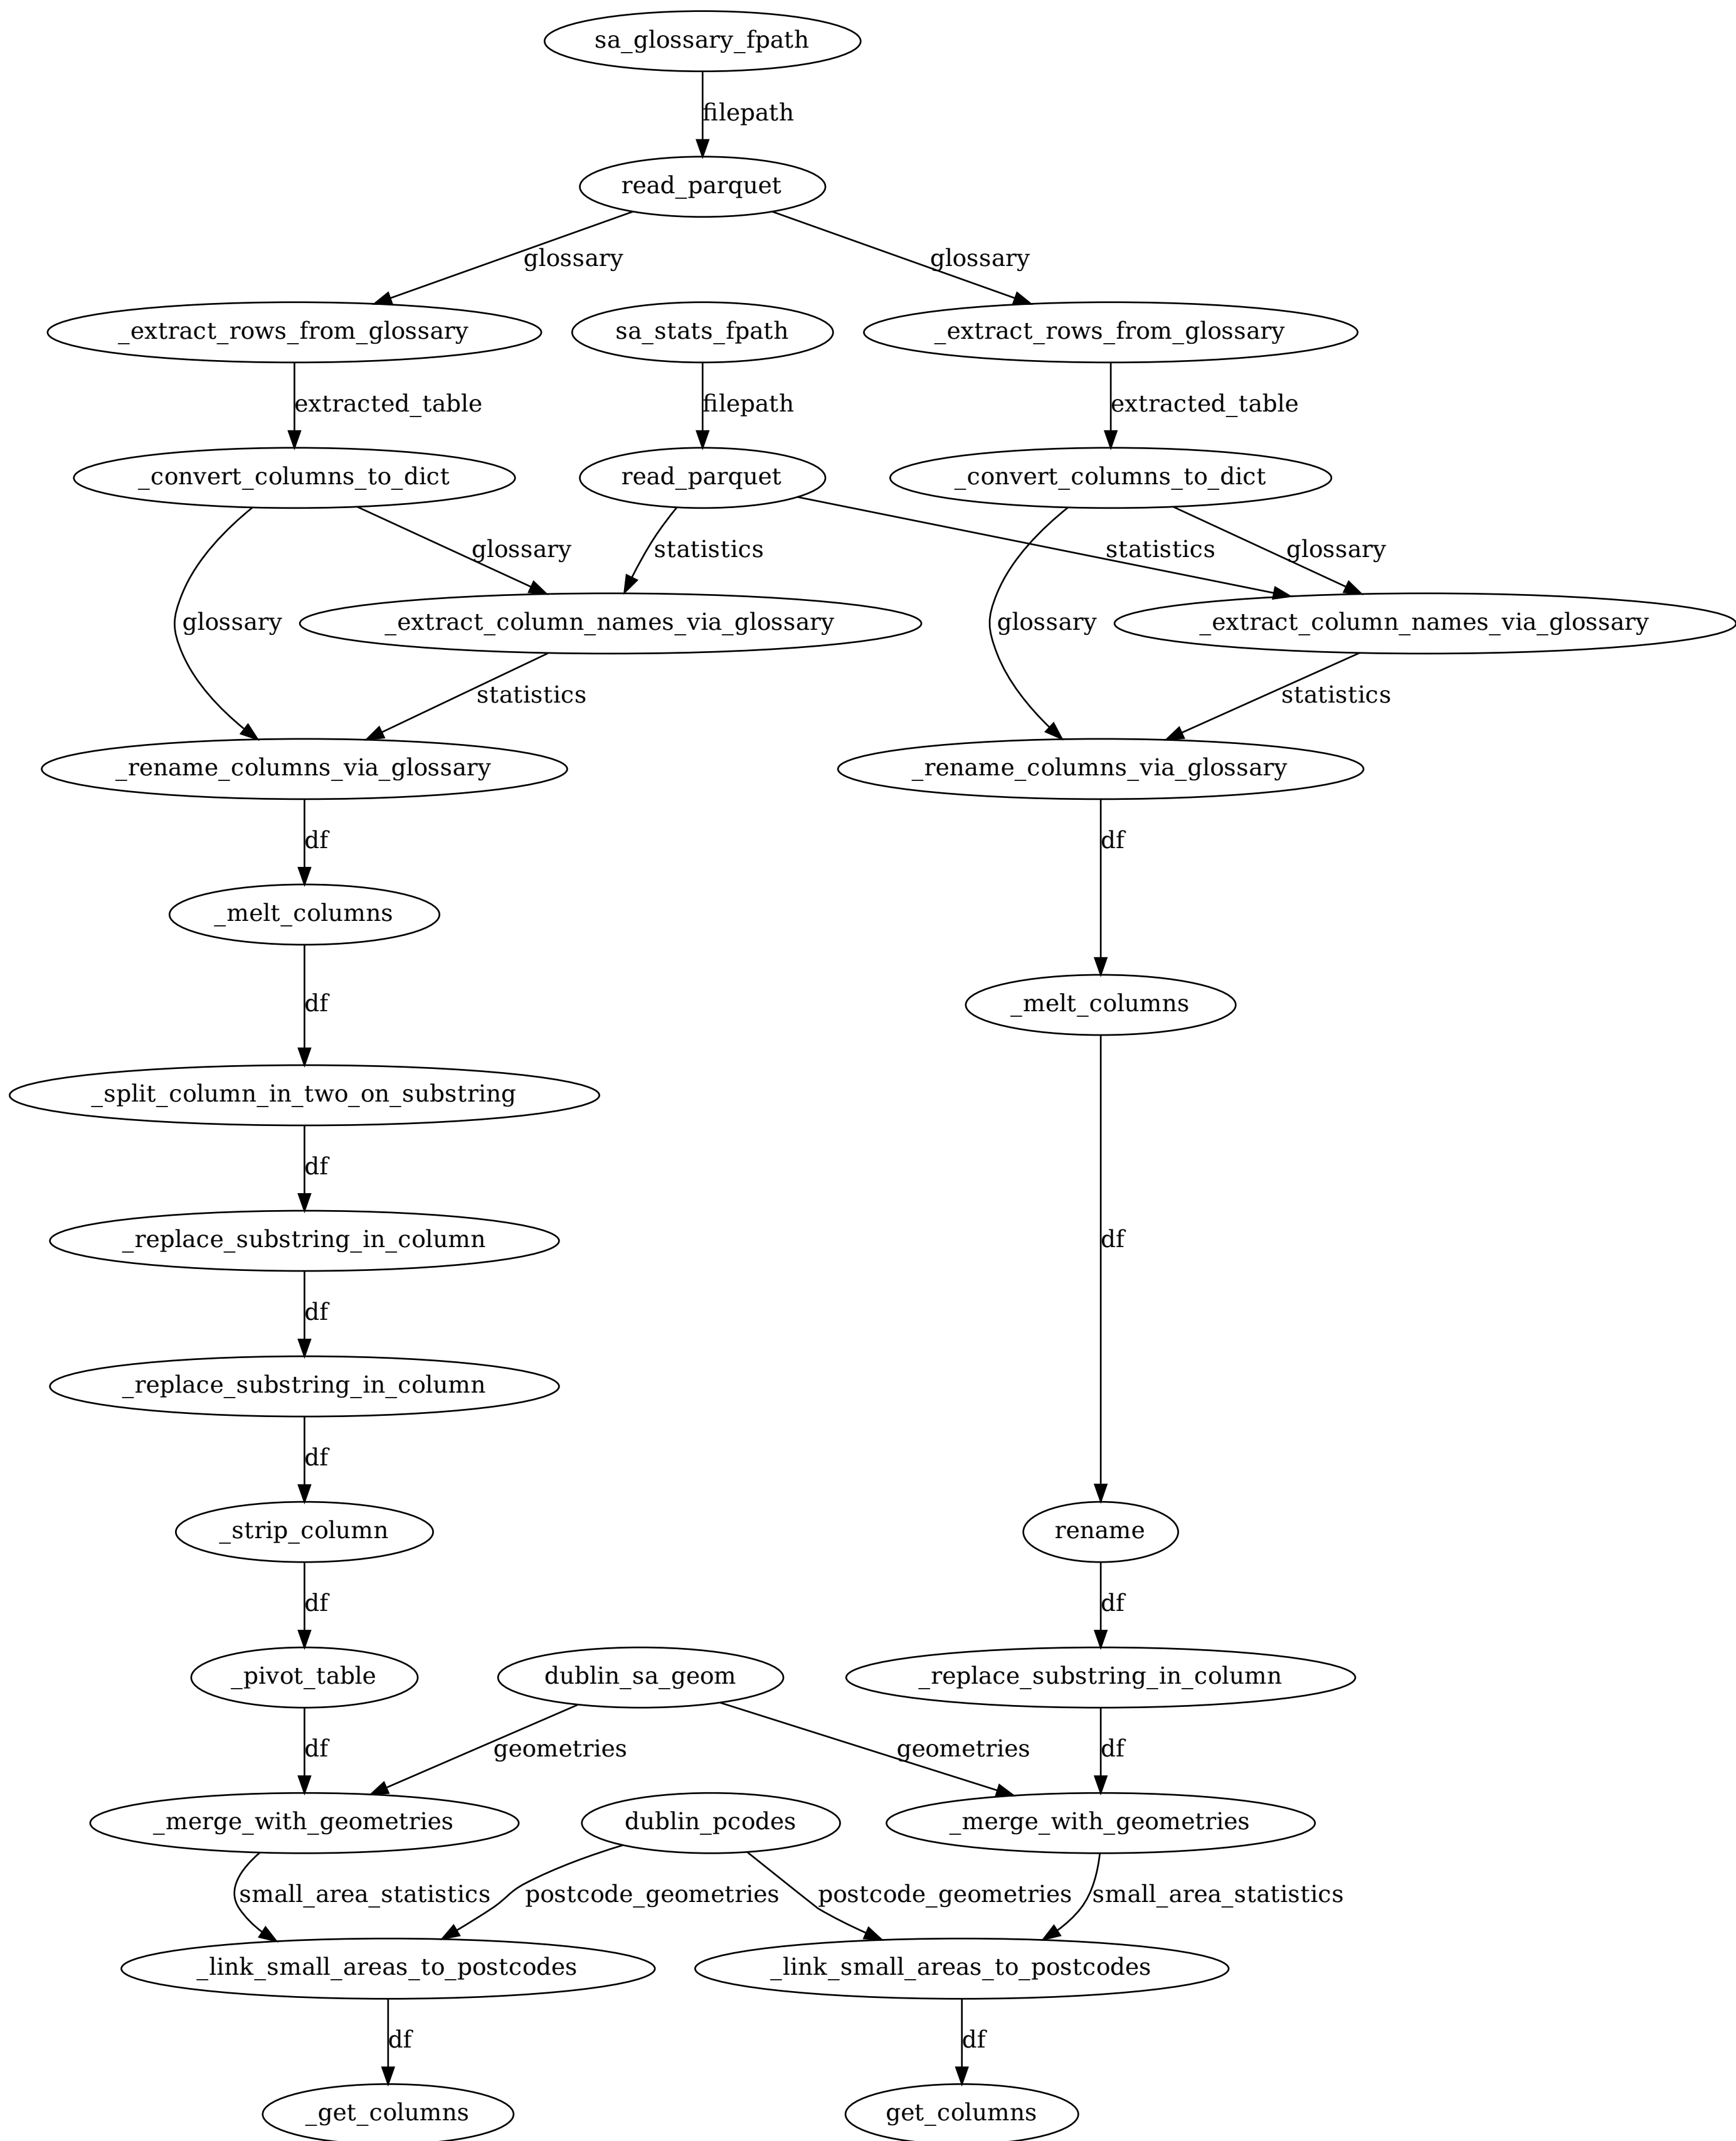 sa_glossary_fpath
filepath
read_parquet
glossary
glossary
_extract_rows_from_glossary
sa_stats_fpath
_extract_rows_from_glossary
extracted_table
filepath
extracted_table
_convert_columns_to_dict
read_parquet
_convert_columns_to_dict
glossary
statistics
statistics
glossary
glossary
_extract_column_names_via_glossary
glossary
_extract_column_names_via_glossary
statistics
statistics
_rename_columns_via_glossary
_rename_columns_via_glossary
df
df
_melt_columns
df
_melt_columns
_split_column_in_two_on_substring
df
_replace_substring_in_column
df
df
_replace_substring_in_column
df
_strip_column
rename
df
df
_pivot_table
dublin_sa_geom
_replace_substring_in_column
df
geometries
geometries
df
_merge_with_geometries
dublin_pcodes
_merge_with_geometries
small_area_statistics
postcode_geometries
postcode_geometries
small_area_statistics
_link_small_areas_to_postcodes
_link_small_areas_to_postcodes
df
df
_get_columns
get_columns